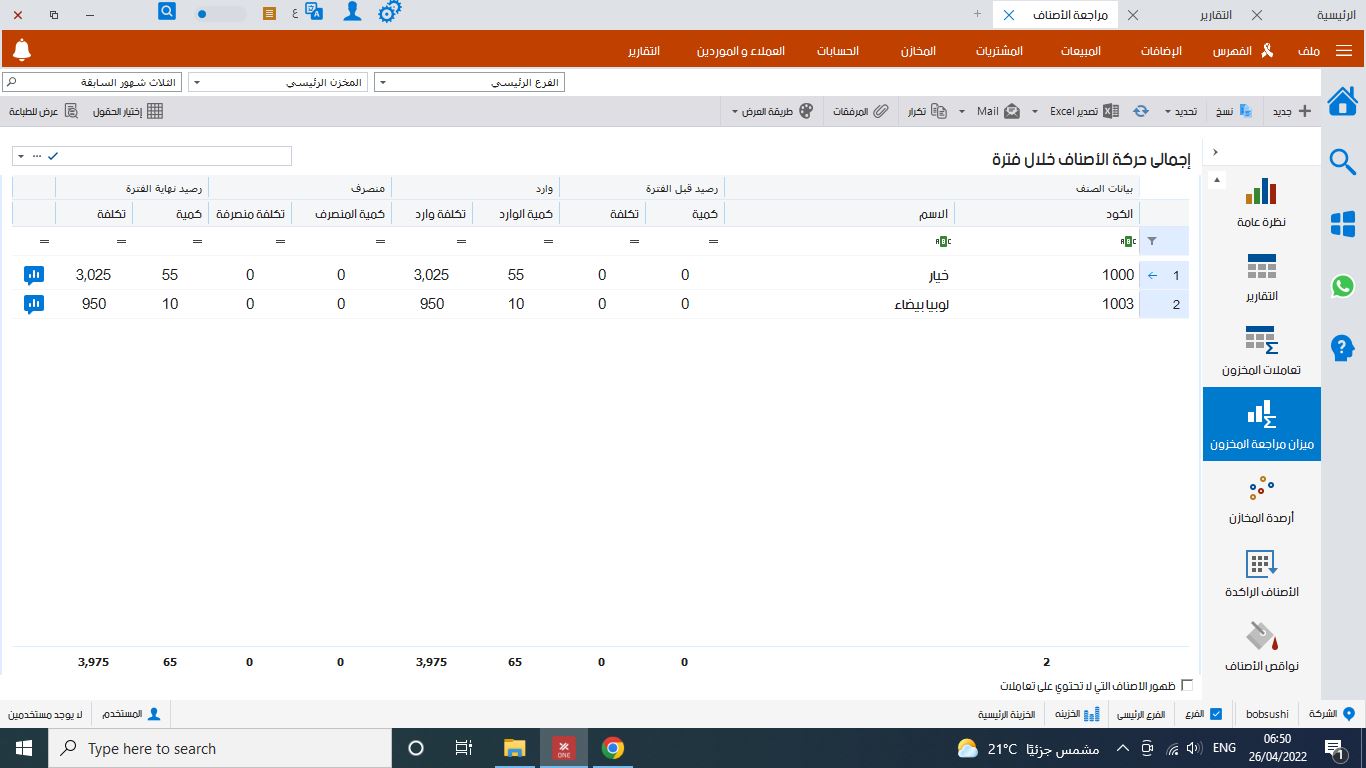 الرئيسية التقارير مراجعة الأصناف + ع
ملف الفهرس الإضافات المبيعات المشتريات المخازن الحسابات العملاء و الموردين التقارير
الفرع الرئيسي المخزن الرئيسي الثلاث شهور السابقة
جديد نسخ تحديد تصدير Excel Mail تكرار المرفقات طريقة العرض إختيار الحقول عرض للطباعة
إجمالى حركة الأصناف خلال فترة
بيانات الصنف رصيد قبل الفترة وارد منصرف رصيد نهاية الفترة
الكود الاسم كمية تكلفة كمية الوارد تكلفة وارد كمية المنصرف تكلفة منصرفة كمية تكلفة
= = = = = = = =
1 1000 خيار 0 0 55 3,025 0 0 55 3,025
2 1003 لوبيا بيضاء 0 0 10 950 0 0 10 950
2 0 0 65 3,975 0 0 65 3,975
ظهور الأصناف التي لا تحتوي على تعاملات
نظرة عامة
التقارير
تعاملات المخزون
ميزان مراجعة المخزون
أرصدة المخازن
الأصناف الراكدة
نواقص الأصناف
الشركة bobsushi الفرع الفرع الرئيسى الخزينه الخزينة الرئيسية المستخدم لا يوجد مستخدمين
Type here to search
ONE
21°C مشمس جزئيًا
ENG
06:50
26/04/2022
1